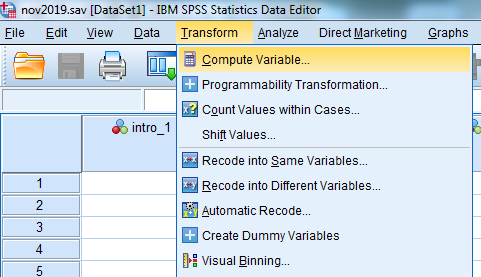 nov2019.sav [DataSet1] - IBM SPSS Statistics Data Editor
File Edit View Data Transform Analyze Direct Marketing Graphs
Compute Variable...
Programmability Transformation...
Count Values within Cases...
Shift Values...
intro_1
Recode into Same Variables...
1
Recode into Different Variables...
2
Automatic Recode...
3
Create Dummy Variables
4
Visual Binning...
5